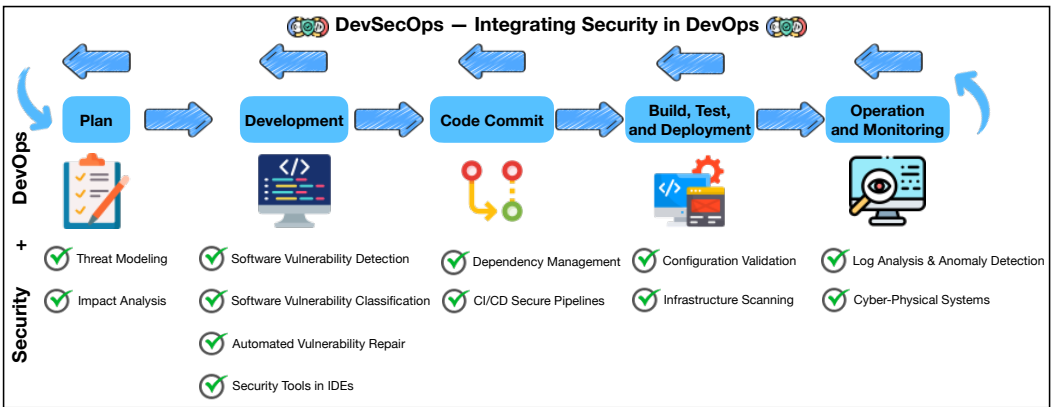 DevSecOps — Integrating Security in DevOps
Plan
Development
Code Commit
Build, Test,
and Deployment
Operation
and Monitoring
DevOps
+
Security
</>
Threat Modeling
Impact Analysis
Software Vulnerability Detection
Software Vulnerability Classification
Automated Vulnerability Repair
Security Tools in IDEs
Dependency Management
CI/CD Secure Pipelines
</>
Configuration Validation
Infrastructure Scanning
Log Analysis & Anomaly Detection
Cyber-Physical Systems